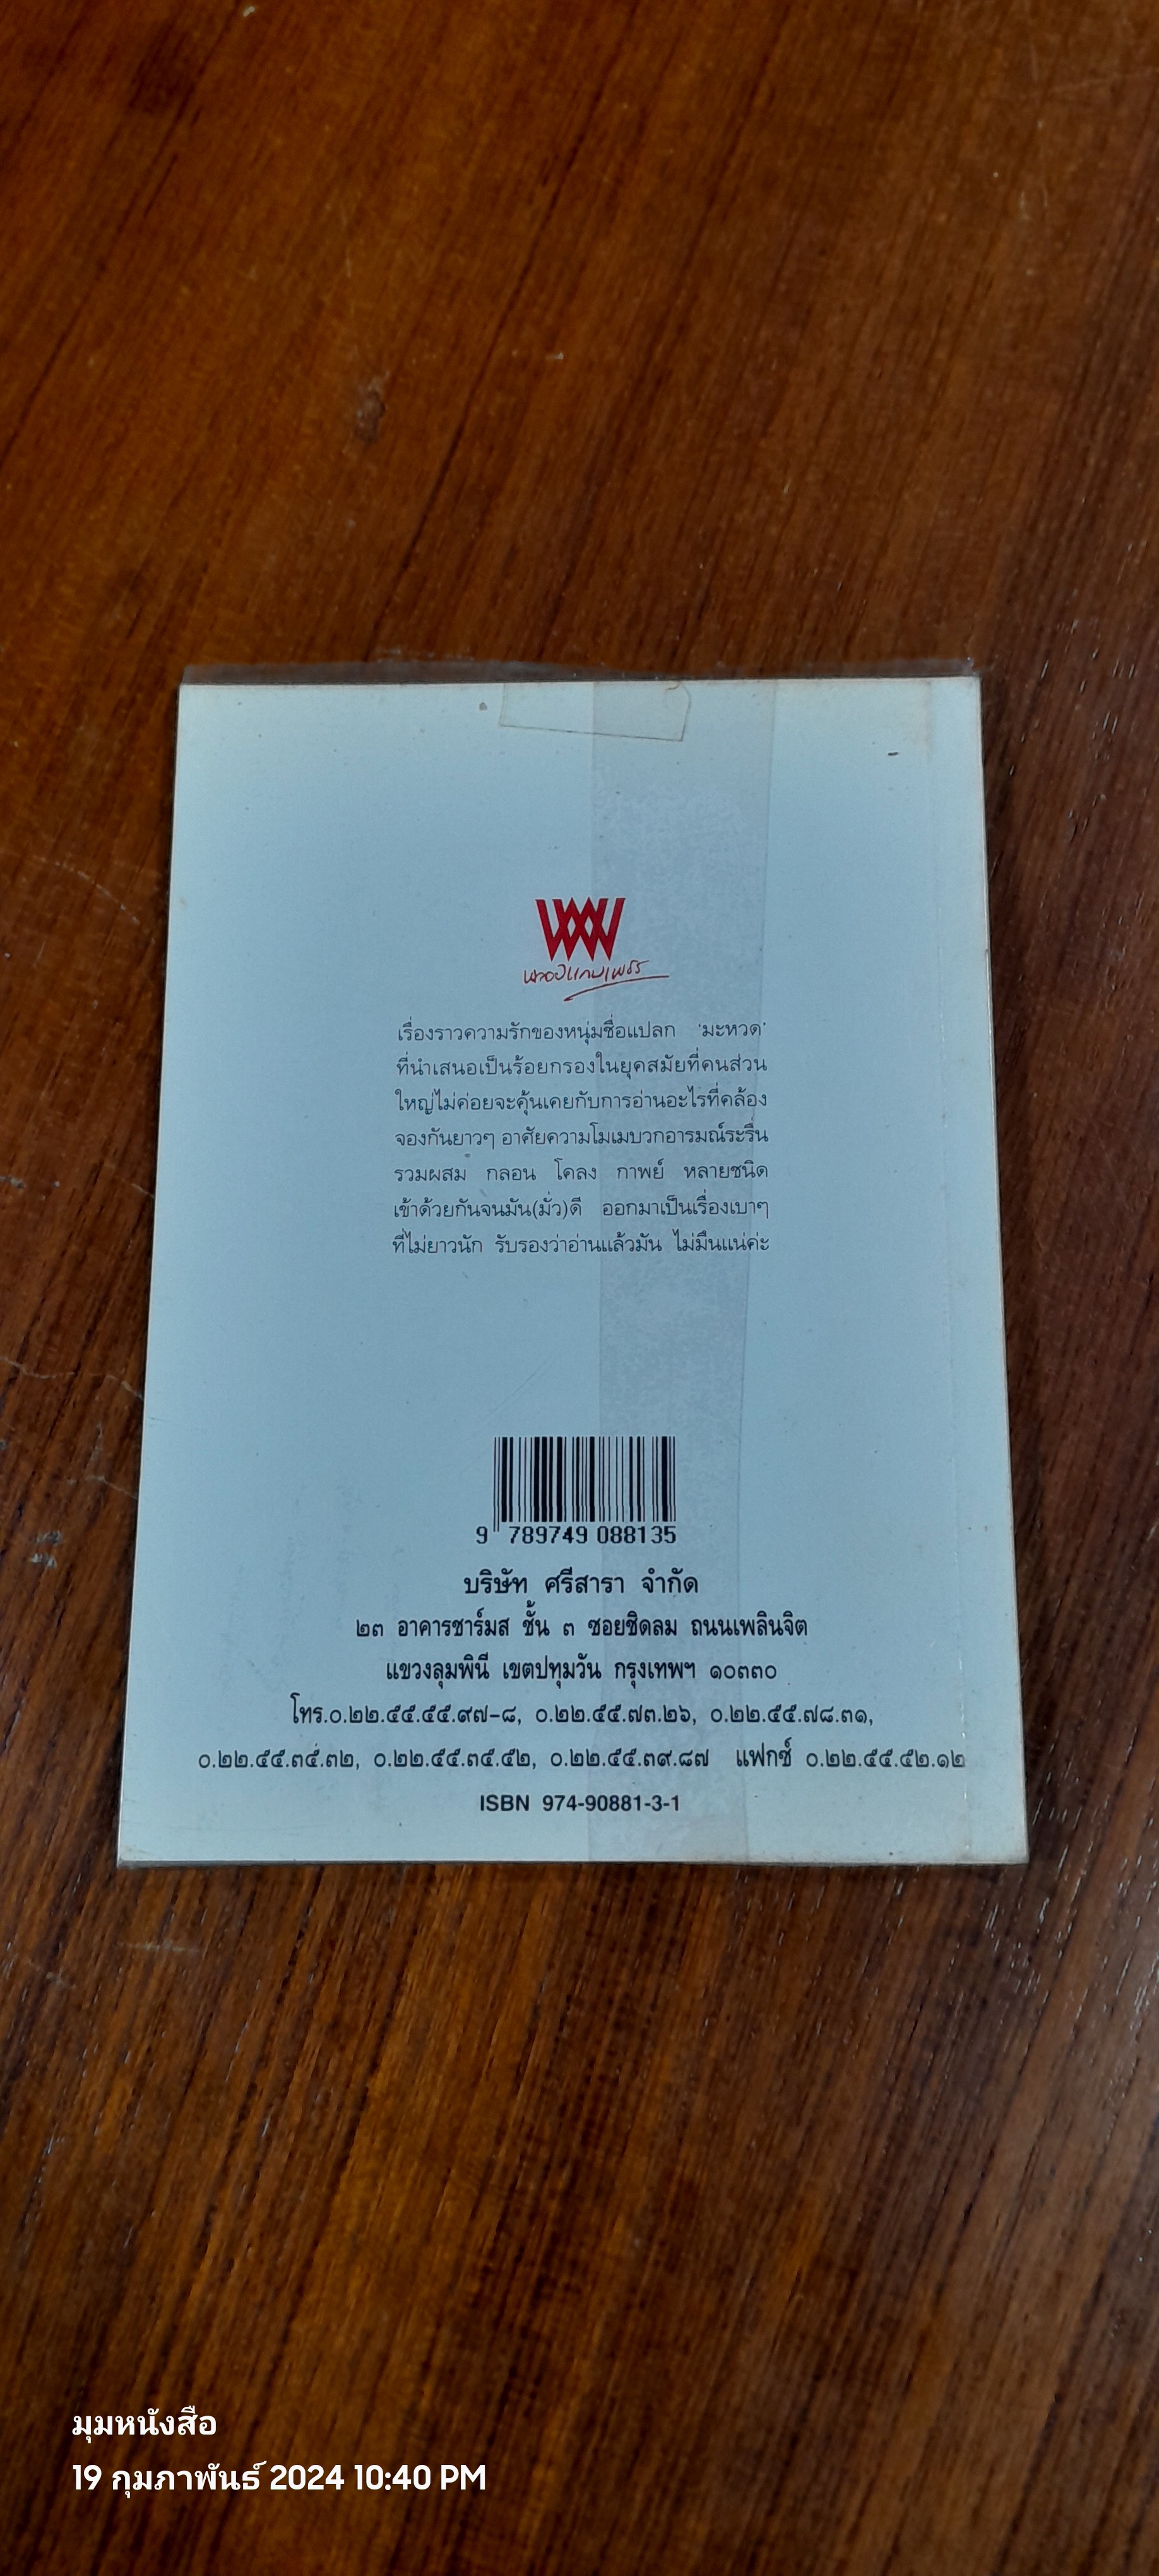 เรื่องราวความรักของหนุ่มชื่อแปลก 'มะหวด'
ที่นำเสนอเป็นร้อยกรองในยุคสมัยที่คนส่วน
ใหญ่ไม่ค่อยจะคุ้นเคยกับการอ่านอะไรที่คล้อง
จองกันยาวๆ อาศัยความโมเมบวกอารมณ์ระรื่น
รวมผสม กลอน โคลง กาพย์ หลายชนิด
เข้าด้วยกันจนมัน(มั่ว)ดี ออกมาเป็นเรื่องเบาๆ
ที่ไม่ยาวนัก รับรองว่าอ่านแล้วมัน ไม่มึนแน่ค่ะ
9 789749 088135
บริษัท ศรีสารา จำกัด
๒๓ อาคารชาร์มส ชั้น ๓ ซอยชิดลม ถนนเพลินจิต
แขวงลุมพินี เขตปทุมวัน กรุงเทพฯ ๑๐๓๓๐
โทร.๐.๒๒.๕๕.๕๕.๙๗-๘, ๐.๒๒.๕๕.๗๓.๒๖, ๐.๒๒.๕๕.๗๘.๓๑,
๐.๒๒.๕๕.๓๕.๓๒, ๐.๒๒.๕๕.๓๕.๕๒, ๐.๒๒.๕๕.๓๙.๘๗ แฟกซ์ ๐.๒๒.๕๕.๕๒.๑๒
ISBN 974-90881-3-1
มุมหนังสือ
19 กุมภาพันธ์ 2024 10:40 PM